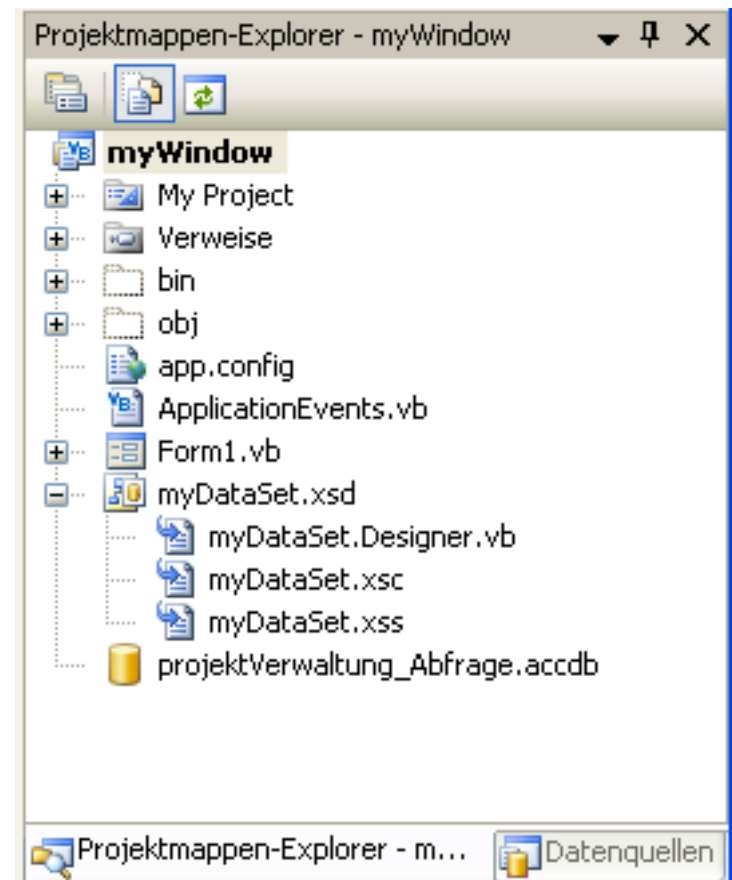 Projektmappen-Explorer - myWindow
myWindow
My Project
Verweise
bin
obj
app.config
ApplicationEvents.vb
Form1.vb
myDataSet.xsd
myDataSet.Designer.vb
myDataSet.xsc
myDataSet.xss
projektVerwaltung_Abfrage.accdb
Projektmappen-Explorer - m... Datenquellen